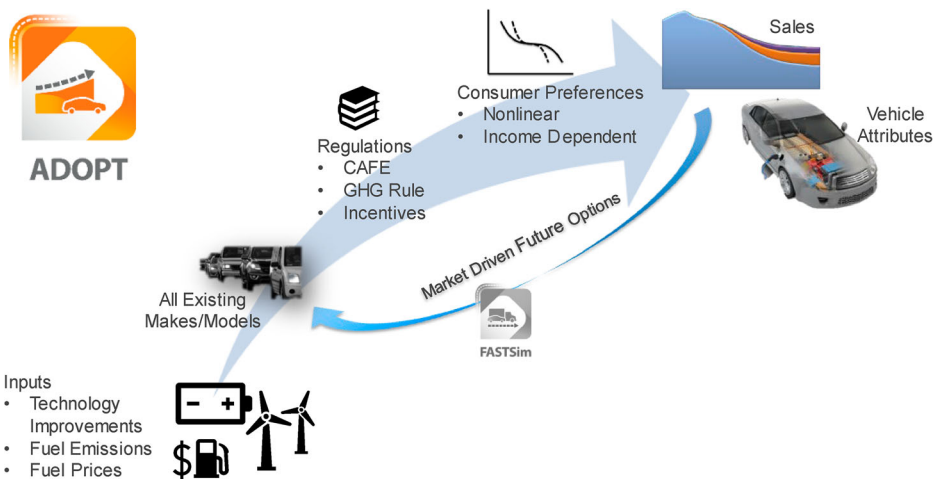 ADOPT
Sales
Vehicle
Attributes
Consumer Preferences
• Nonlinear
• Income Dependent
Regulations
• CAFE
• GHG Rule
• Incentives
Market Driven Future Options
FASTSim
All Existing
Makes/Models
Inputs
• Technology
Improvements
• Fuel Emissions
• Fuel Prices
$